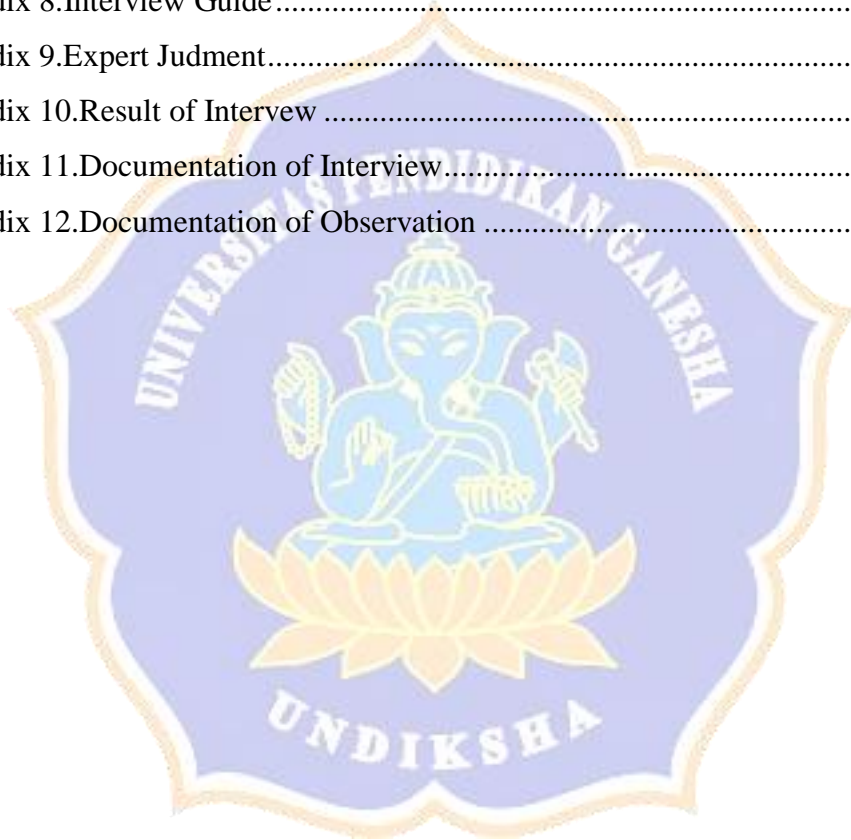 dix 8.Interview Guide........................................................................
dix 9.Expert Judment.........................................................................
dix 10.Result of Intervew ..................................................................
dix 11.Documentation of Interview...................................................
dix 12.Documentation of Observation ..............................................
UNIVERSITAS PENDIDIKAN GANESHA
UNDIKSHA